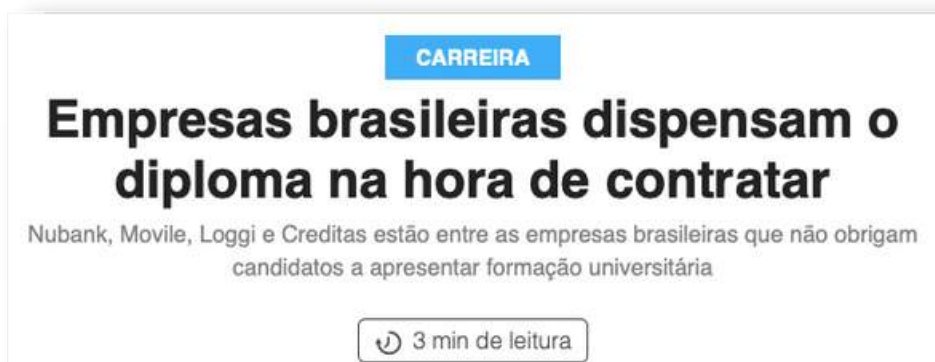 CARREIRA
Empresas brasileiras dispensam o
diploma na hora de contratar
Nubank, Movile, Loggi e Creditas estão entre as empresas brasileiras que não obrigam
candidatos a apresentar formação universitária
3 min de leitura